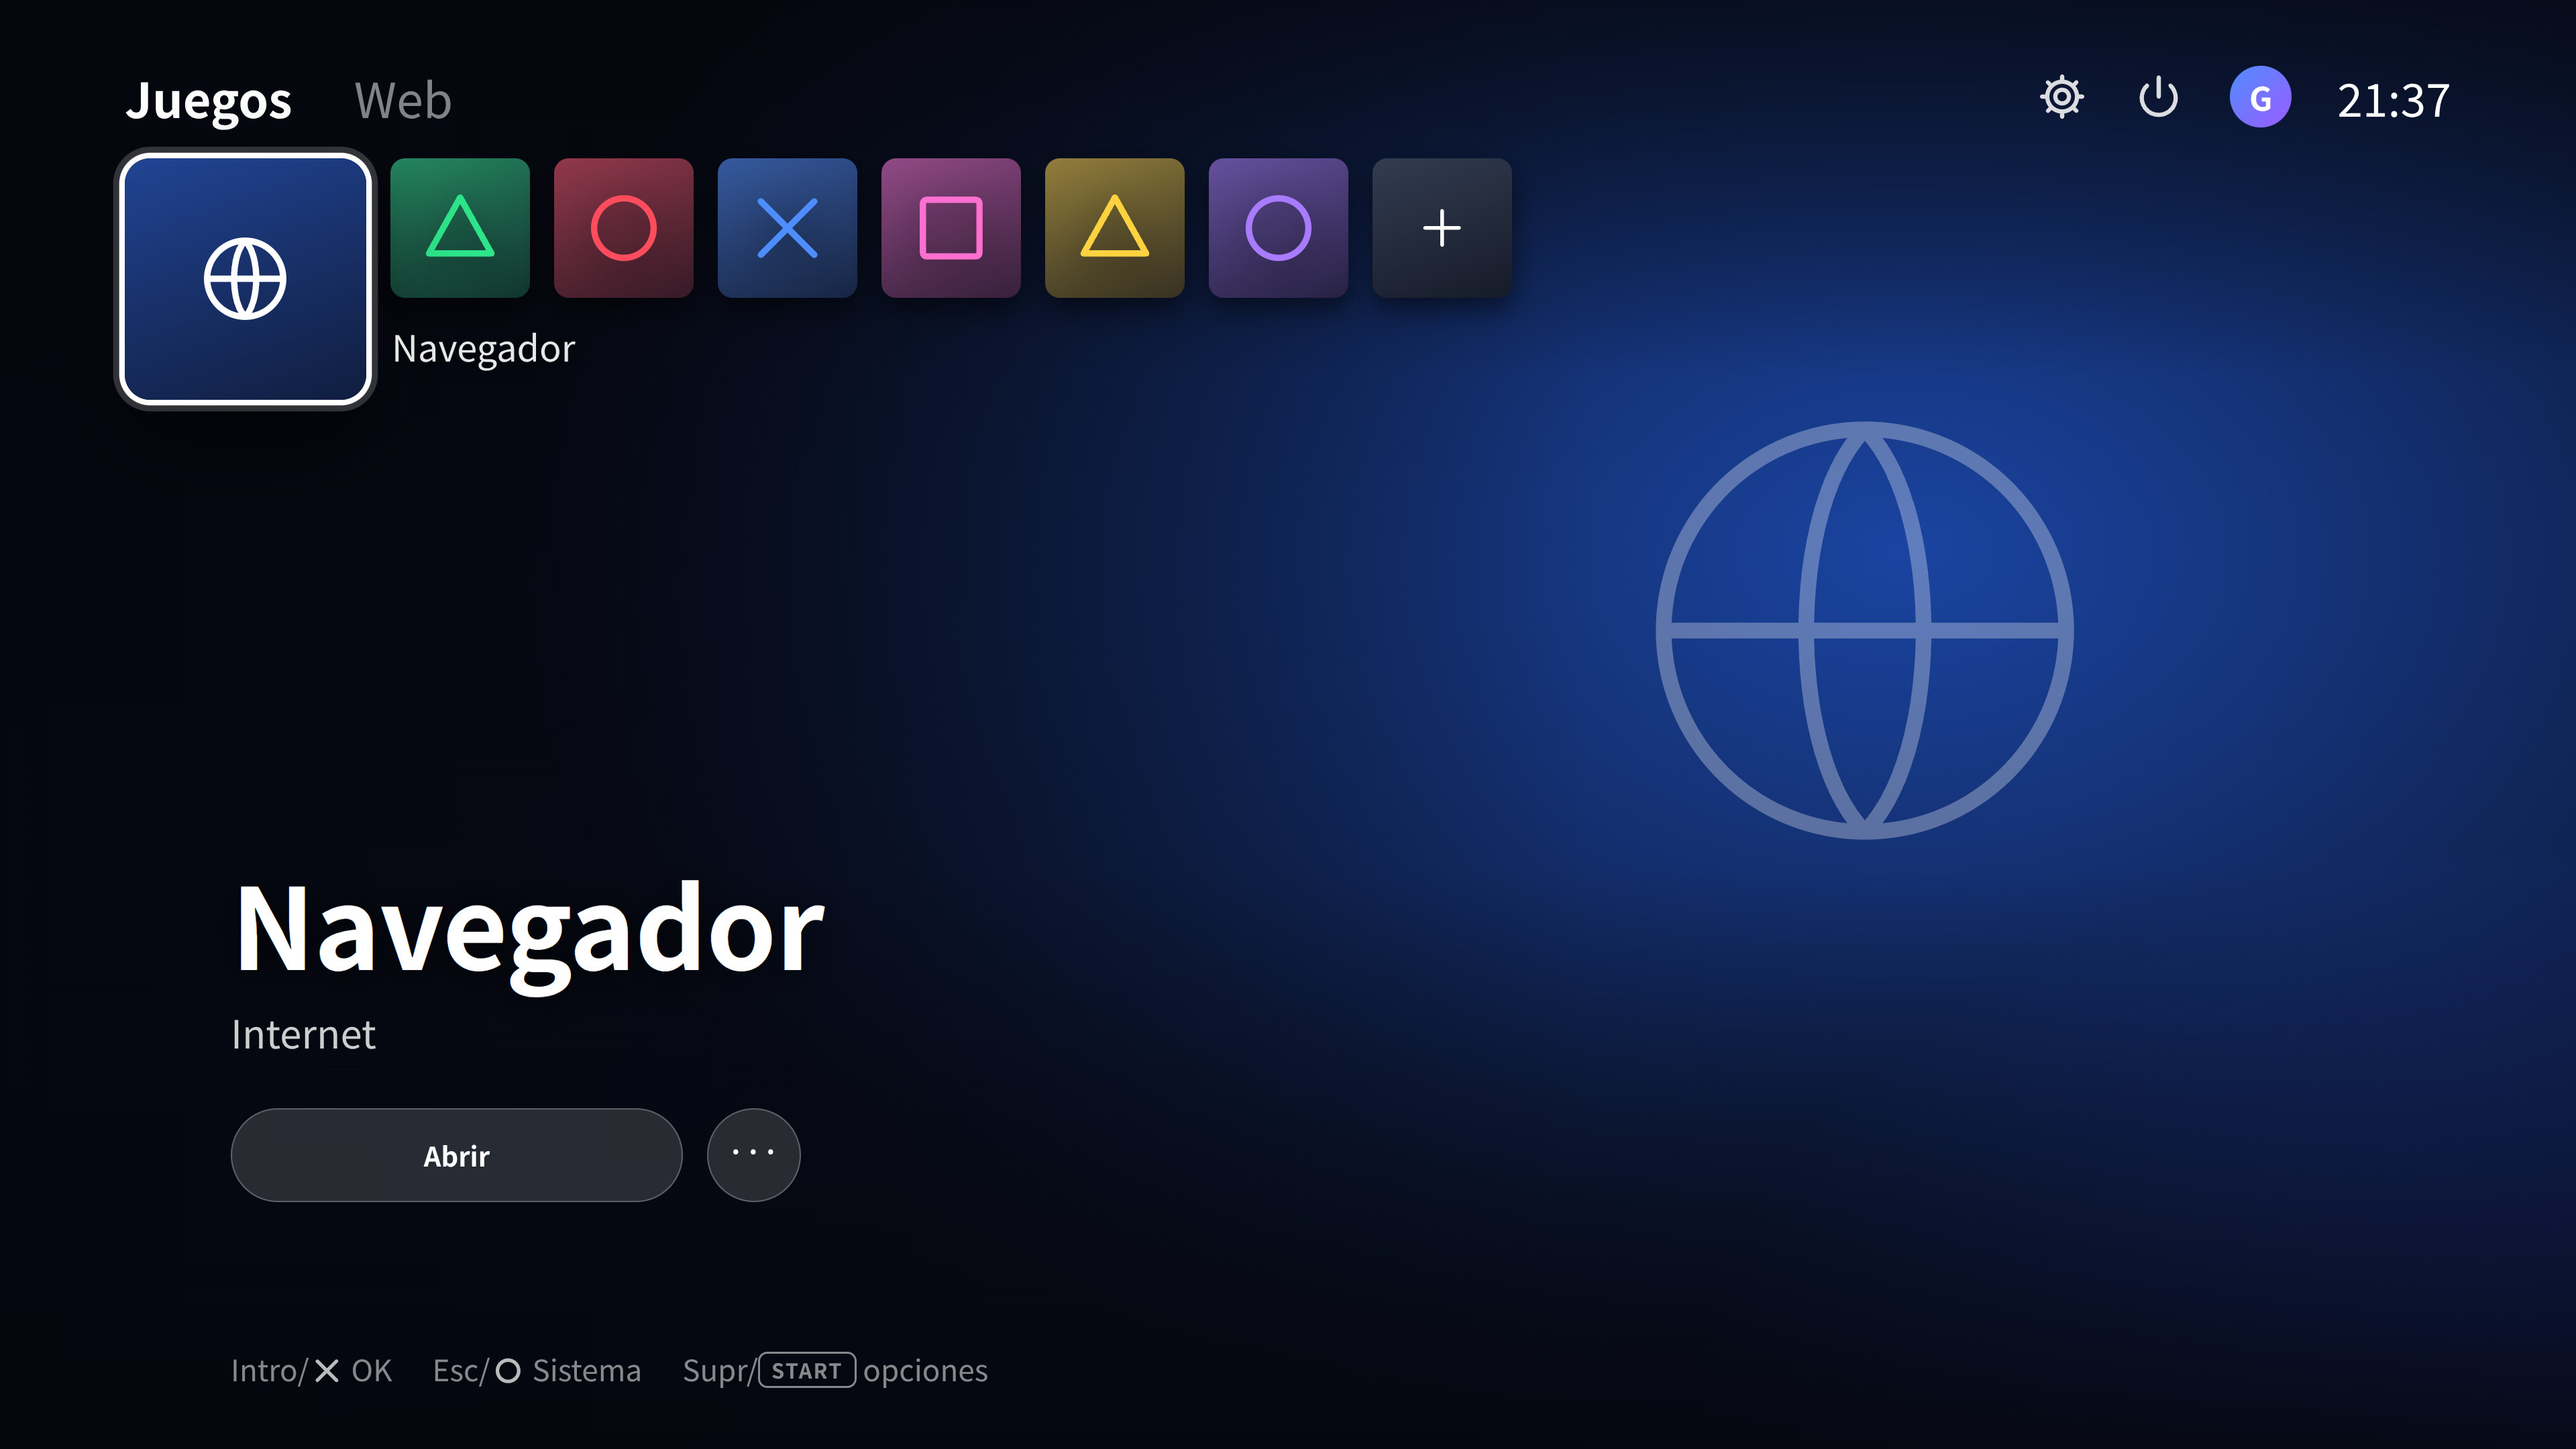 Juegos Web G 21:37
Navegador
Navegador
Internet
Abrir
Intro/ OK Esc/ Sistema Supr/ START opciones